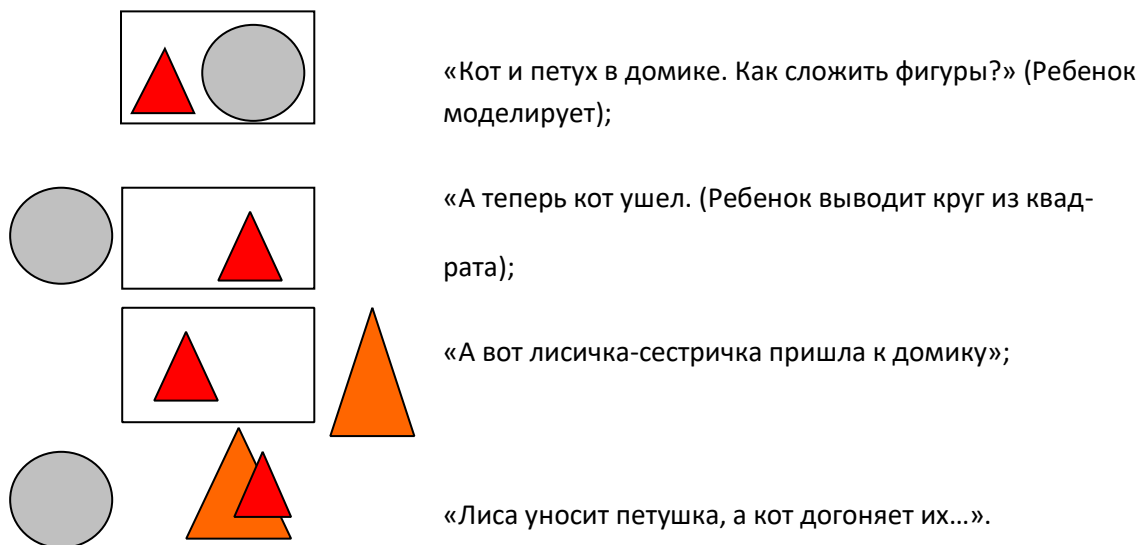 «Кот и петух в домике. Как сложить фигуры?» (Ребенок
моделирует);
«А теперь кот ушел. (Ребенок выводит круг из квад-
рата);
«А вот лисичка-сестричка пришла к домику»;
«Лиса уносит петушка, а кот догоняет их…».